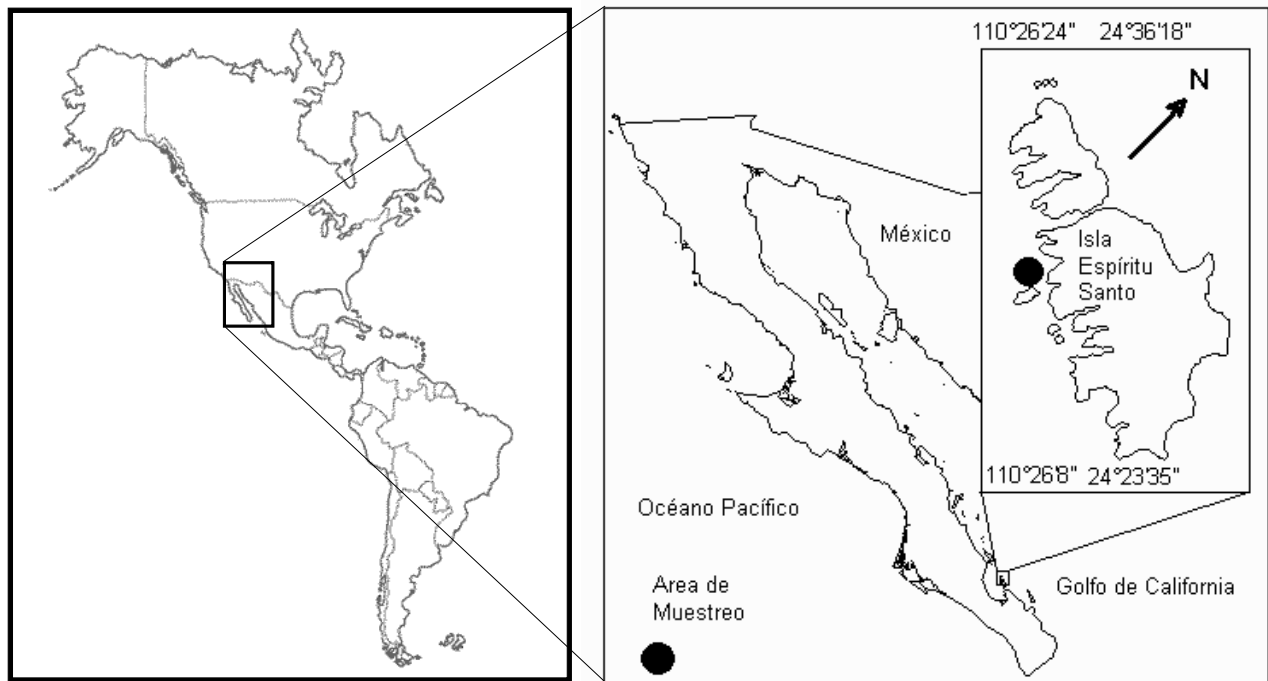 110°26'24" 24°36'18"
N
México
Isla
Espíritu
Santo
110°26'8" 24°23'35"
Océano Pacífico
Area de
Muestreo
Golfo de California